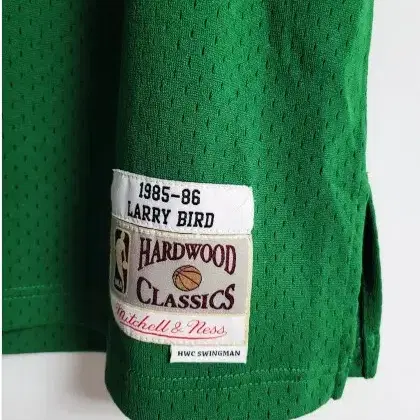 1985-86
LARRY BIRD
HARDWOOD
CLASSICS
Mitchell & Ness
HWC SWINGMAN